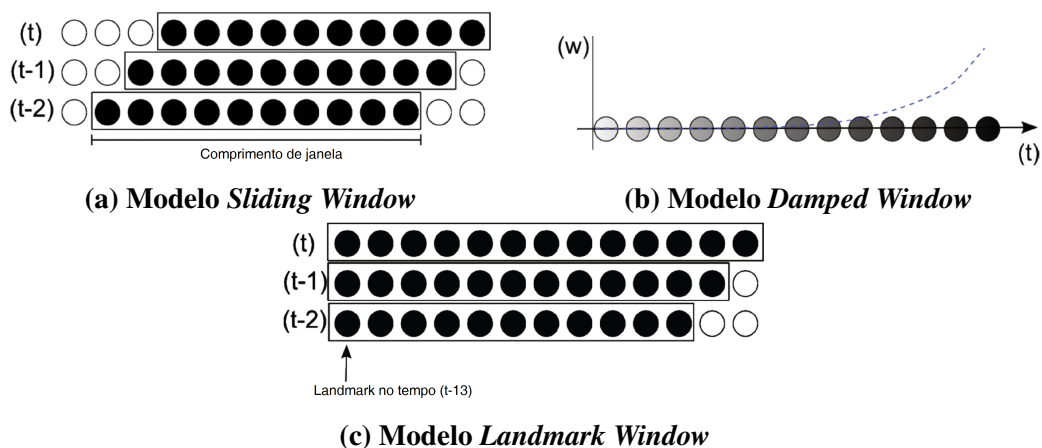 (t)
(t-1)
(t-2)
Comprimento de janela
(a) Modelo Sliding Window
(w)
(t)
(b) Modelo Damped Window
(t)
(t-1)
(t-2)
Landmark no tempo (t-13)
(c) Modelo Landmark Window